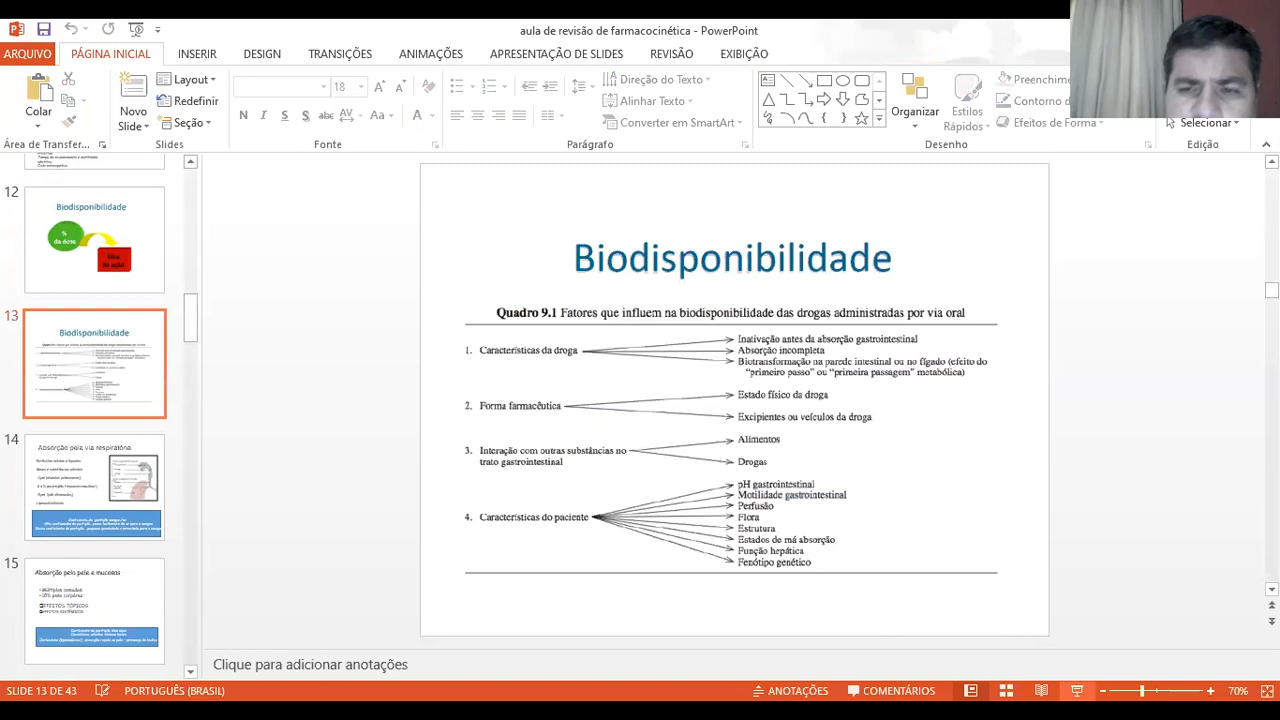 aula de revisão de farmacocinética - PowerPoint
ARQUIVO PÁGINA INICIAL INSERIR DESIGN TRANSIÇÕES ANIMAÇÕES APRESENTAÇÃO DE SLIDES REVISÃO EXIBIÇÃO
Colar
Novo
Slide
Layout
Redefinir
Seção
18
N I S S abc AV Aa A
Direção do Texto
Alinhar Texto
Converter em SmartArt
Organizar
Estilos
Rápidos
Preenchim
Contorno d
Efeitos de Forma
Selecionar
Área de Transfer...
Slides
Fonte
Parágrafo
Desenho
Edição
12
Biodisponibilidade
%
da dose
13
Biodisponibilidade
14
Absorção pela via respiratória
15
Absorção pela pele e mucosas
Biodisponibilidade
Quadro 9.1 Fatores que influem na biodisponibilidade das drogas administradas por via oral
1. Características da droga
Inativação antes da absorção gastrointestinal
Absorção incompleta
Biotransformação na parede intestinal ou no fígado (efeito do
“primeiro passo” ou “primeira passagem” metabólica)
2. Forma farmacêutica
Estado físico da droga
Excipientes ou veículos da droga
3. Interação com outras substâncias no
trato gastrointestinal
Alimentos
Drogas
4. Características do paciente
pH gastrointestinal
Motilidade gastrointestinal
Perfusão
Flora
Estrutura
Estados de má absorção
Função hepática
Fenótipo genético
Clique para adicionar anotações
SLIDE 13 DE 43 PORTUGUÊS (BRASIL) ANOTAÇÕES COMENTÁRIOS 70%